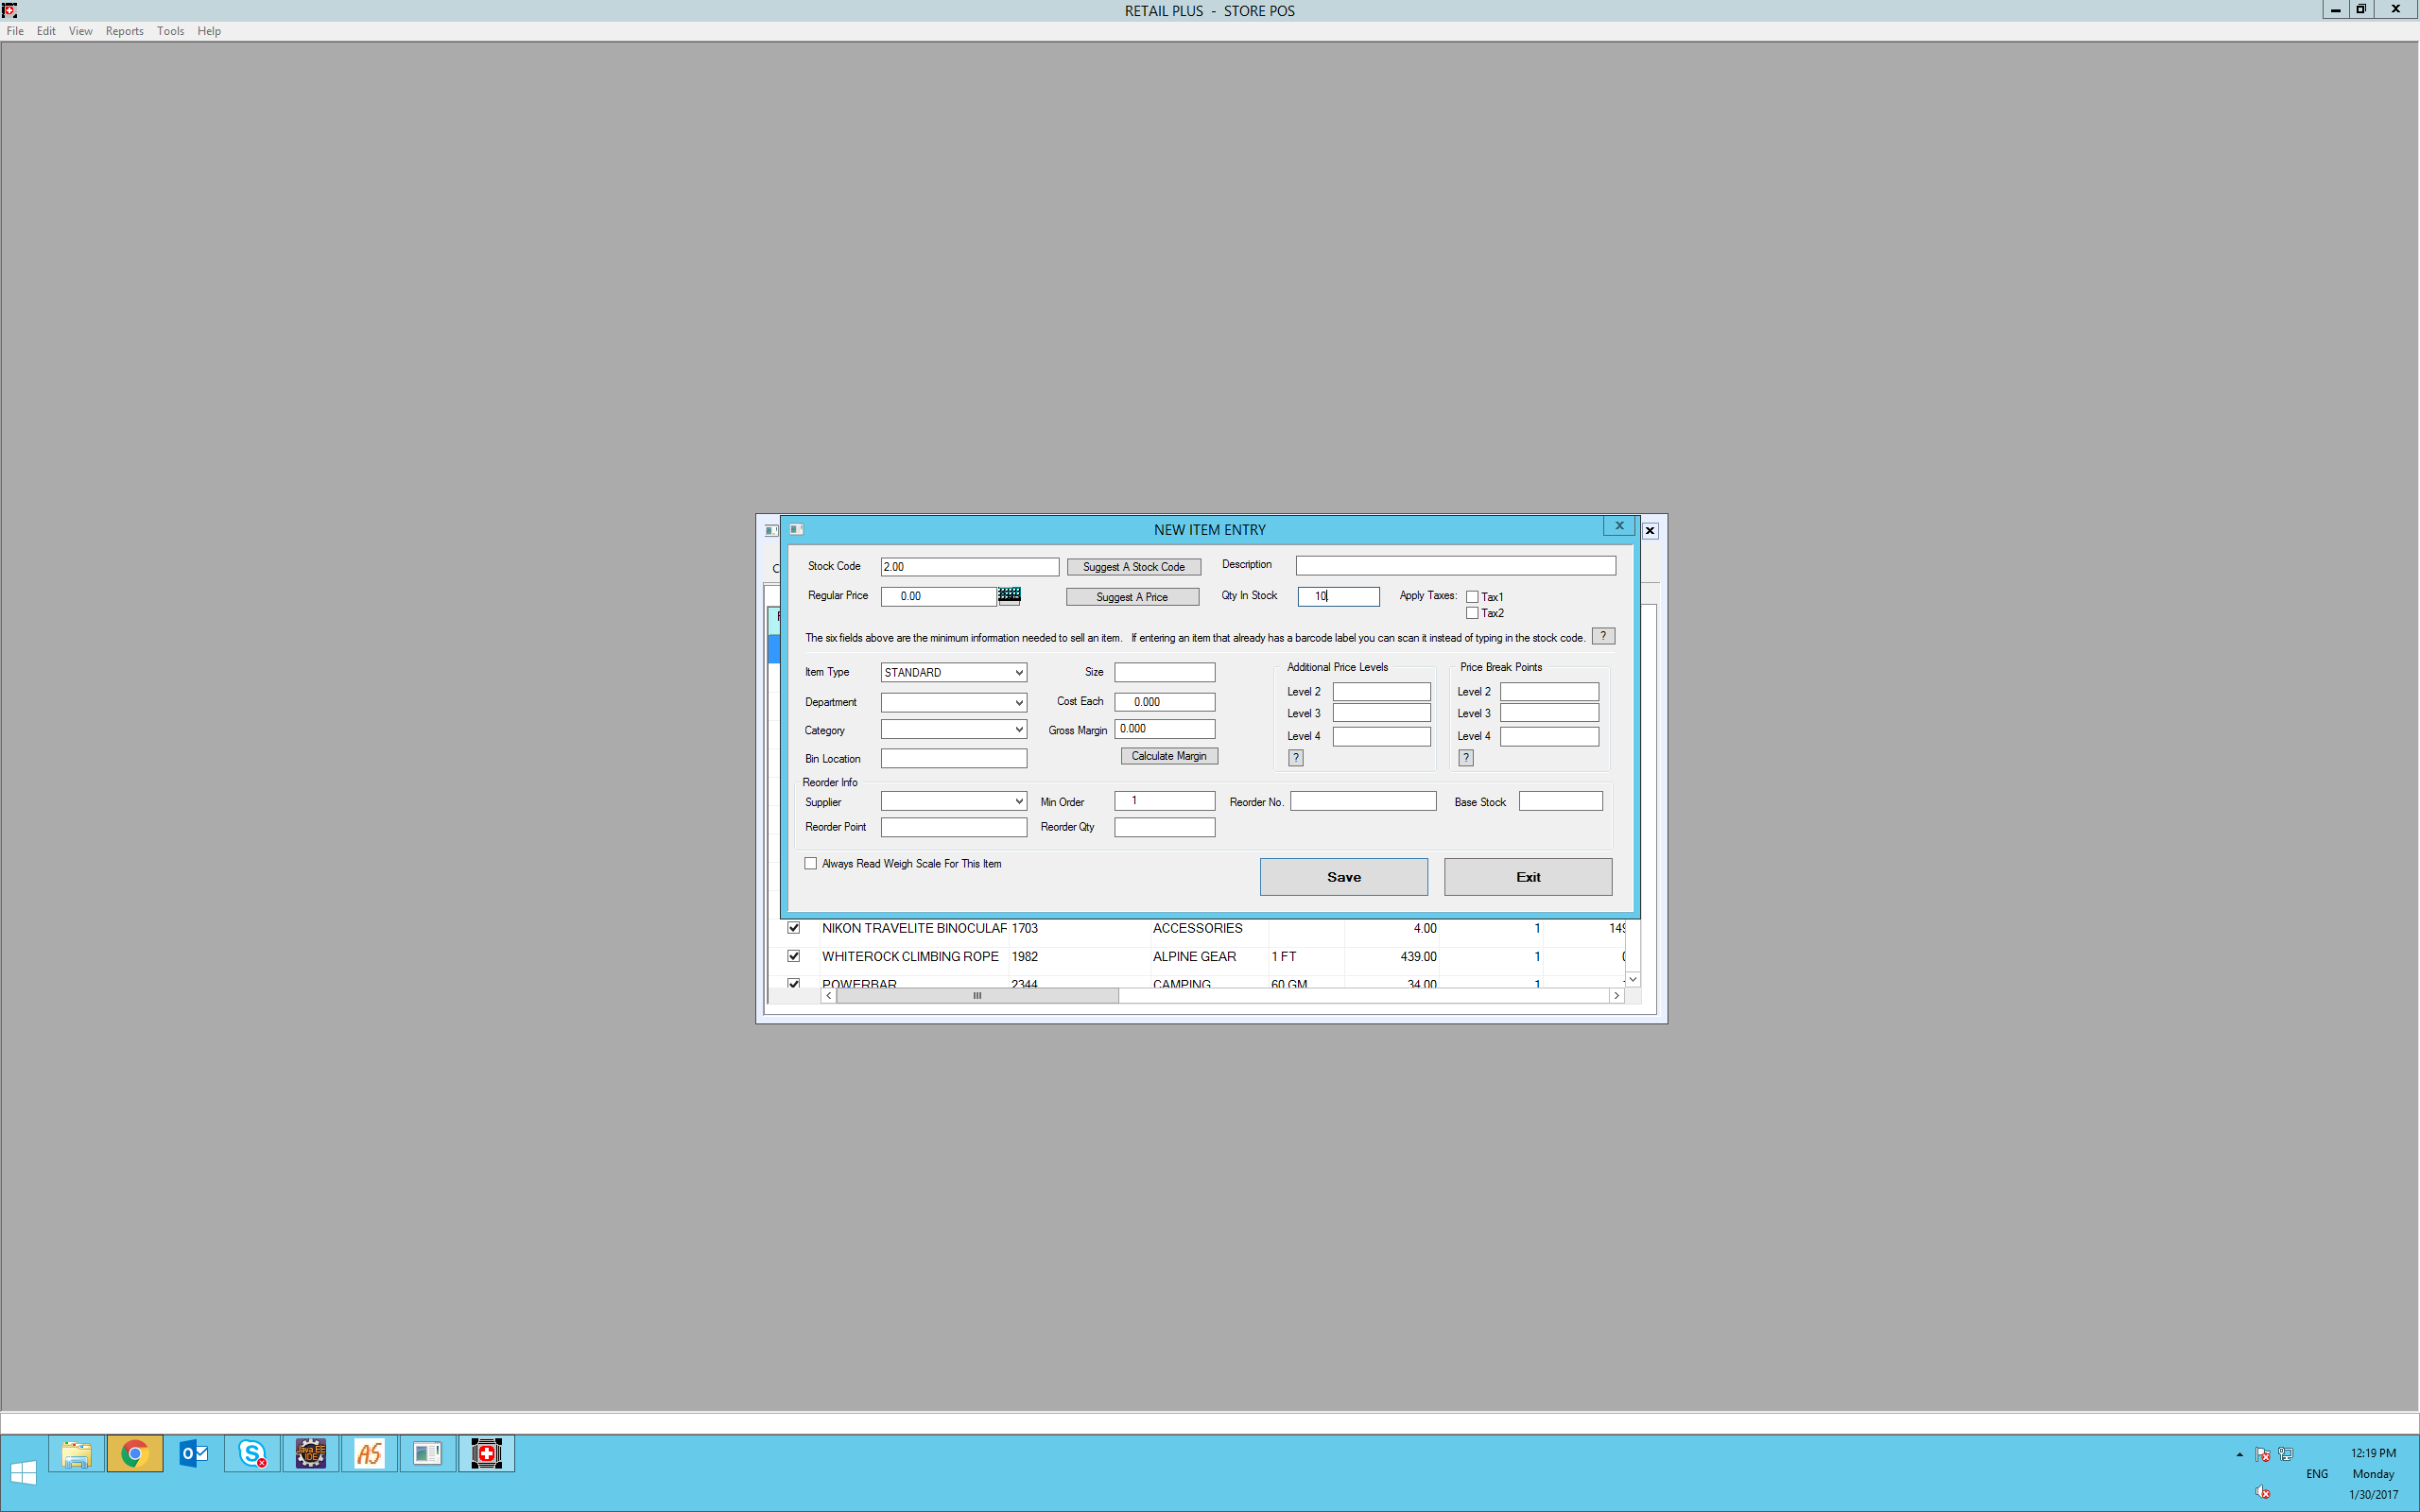 RETAIL PLUS - STORE POS
File Edit View Reports Tools Help
NEW ITEM ENTRY
Stock Code 2.00 Suggest A Stock Code Description
Regular Price 0.00 Suggest A Price Qty In Stock 10 Apply Taxes: Tax1
Tax2
The six fields above are the minimum information needed to sell an item. If entering an item that already has a barcode label you can scan it instead of typing in the stock code. ?
Item Type STANDARD Size Additional Price Levels Price Break Points
Level 2 Level 2
Department Cost Each 0.000
Level 3 Level 3
Category Gross Margin 0.000
Level 4 Level 4
Bin Location Calculate Margin ? ?
Reorder Info
Supplier Min Order 1 Reorder No. Base Stock
Reorder Point Reorder Qty
Always Read Weigh Scale For This Item
Save Exit
NIKON TRAVELITE BINOCULAR 1703 ACCESSORIES 4.00 1 149
WHITEROCK CLIMBING ROPE 1982 ALPINE GEAR 1 FT 439.00 1
POWERBAR 2344 CAMPING 60 GM 34.00 1
Java EE
IDE
AS
12:19 PM
ENG Monday
1/30/2017